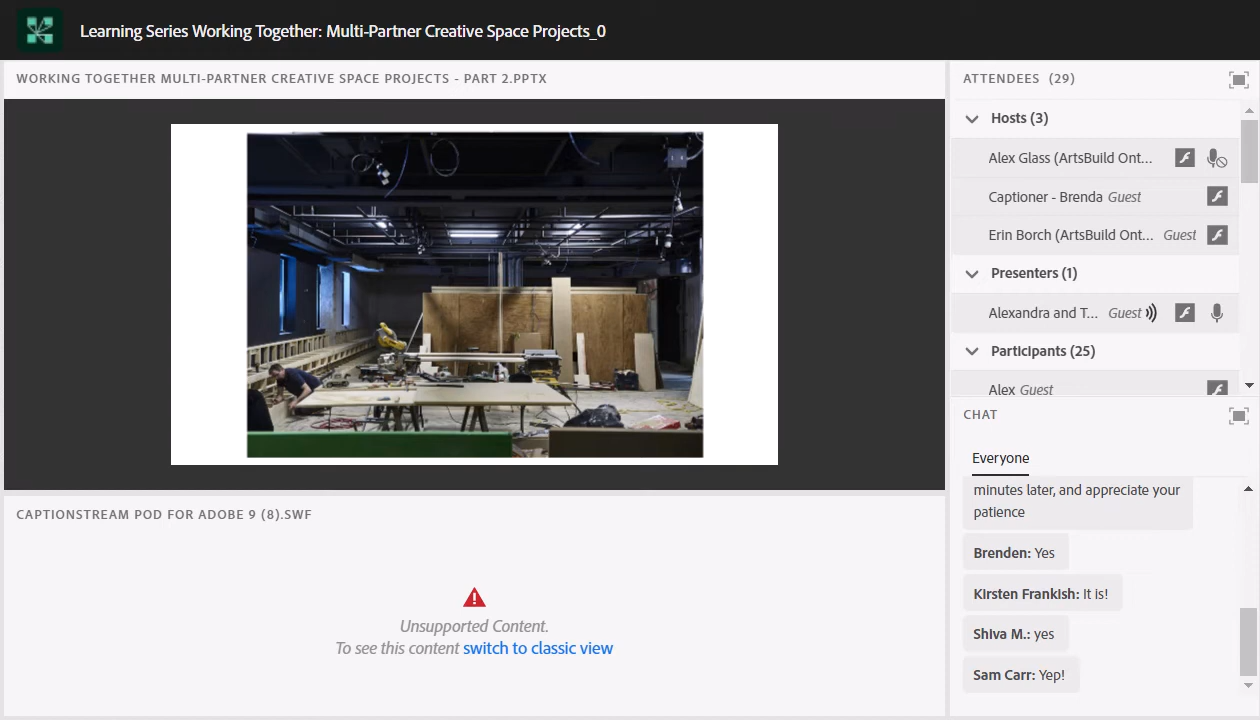 Learning Series Working Together: Multi-Partner Creative Space Projects_0
WORKING TOGETHER MULTI-PARTNER CREATIVE SPACE PROJECTS - PART 2.PPTX
CAPTIONSTREAM POD FOR ADOBE 9 (8).SWF
Unsupported Content.
To see this content switch to classic view
ATTENDEES (29)
Hosts (3)
Alex Glass (ArtsBuild Ont...
Captioner - Brenda Guest
Erin Borch (ArtsBuild Ont... Guest
Presenters (1)
Alexandra and T... Guest
Participants (25)
Alex Guest
CHAT
Everyone
minutes later, and appreciate your
patience
Brenden: Yes
Kirsten Frankish: It is!
Shiva M.: yes
Sam Carr: Yep!